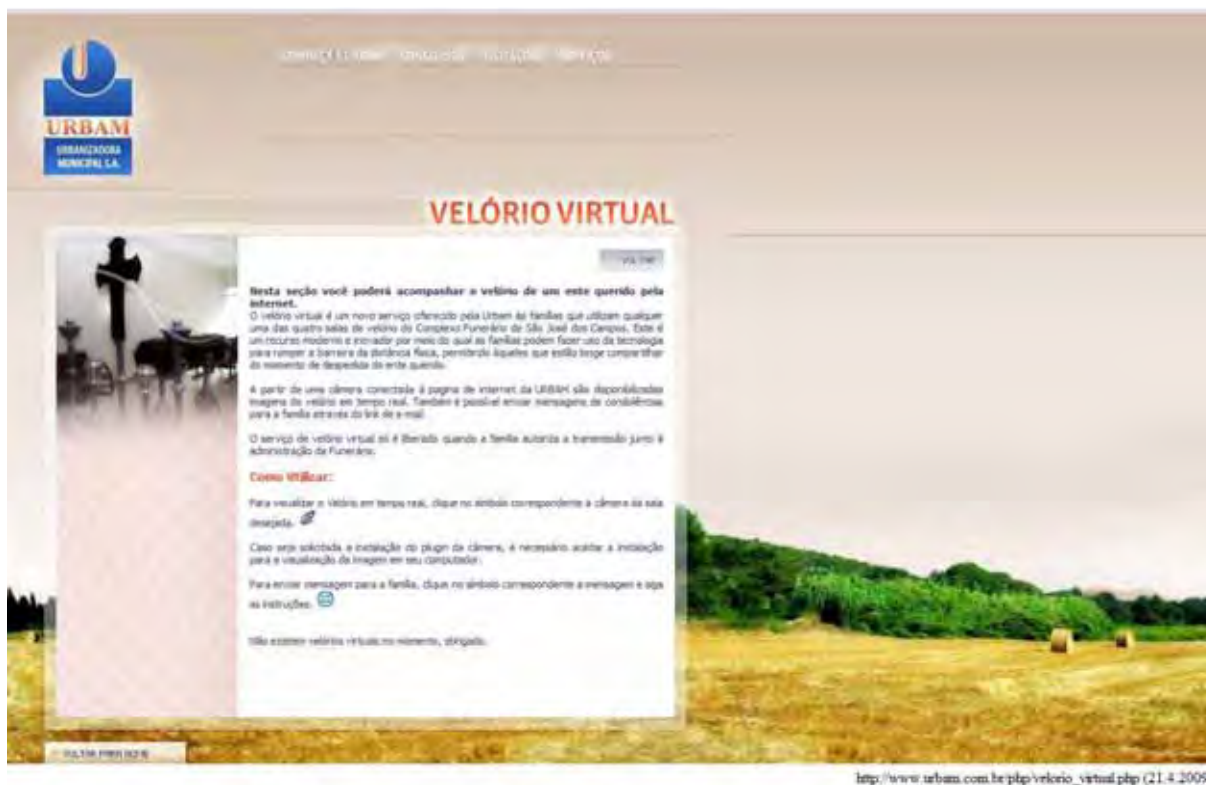 URBAM
URBANIZADORA
MUNICIPAL S.A.
VELÓRIO VIRTUAL
Nesta seção você poderá acompanhar o velório de um ente querido pela
internet.
O velório virtual é um novo serviço oferecido pela Urbam às famílias que utilizam qualquer
uma das quatro salas de velório do Complexo Funerário de São José dos Campos. Este é
um recurso moderno e inovador por meio do qual as famílias podem fazer uso da tecnologia
para romper a barreira da distância física, permitindo àqueles que estão longe compartilhar
do momento de despedida do ente querido.
A partir de uma câmera conectada à pagina de internet da URBAM são disponibilizadas
imagens do velório em tempo real. Também é possível enviar mensagens de condolências
para a família através do link de e-mail
O serviço de velório virtual só é liberado quando a família autoriza a transmissão junto à
administração da Funerária.
Como Utilizar:
Para visualizar o Velório em tempo real, clique no símbolo correspondente à câmera da sala
desejada.
Caso seja solicitada a instalação do plugin da câmera, é necessário aceitar a instalação
para a visualização da imagem em seu computador.
Para enviar mensagem para a família, clique no símbolo correspondente a mensagem e siga
as instruções.
Não existem velórios virtuais no momento, obrigado.
http://www.urbam.com.br/php/velorio_virtual.php (21.4.2009